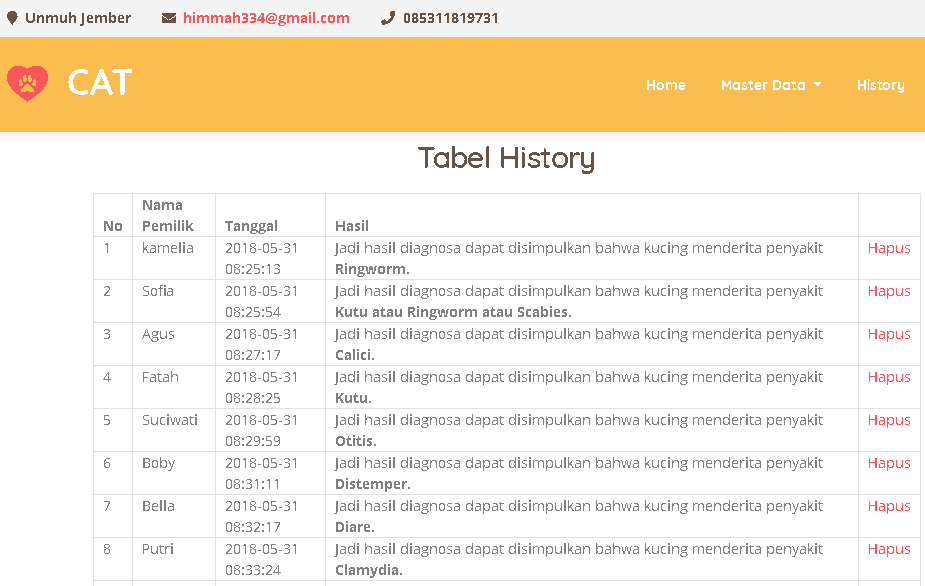 Unmuh Jember himmah334@gmail.com 085311819731
CAT Home Master Data History
Tabel History
No Nama Pemilik Tanggal Hasil
1 kamelia 2018-05-31 08:25:13 Jadi hasil diagnosa dapat disimpulkan bahwa kucing menderita penyakit Ringworm. Hapus
2 Sofia 2018-05-31 08:25:54 Jadi hasil diagnosa dapat disimpulkan bahwa kucing menderita penyakit Kutu atau Ringworm atau Scabies. Hapus
3 Agus 2018-05-31 08:27:17 Jadi hasil diagnosa dapat disimpulkan bahwa kucing menderita penyakit Calici. Hapus
4 Fatah 2018-05-31 08:28:25 Jadi hasil diagnosa dapat disimpulkan bahwa kucing menderita penyakit Kutu. Hapus
5 Suciwati 2018-05-31 08:29:59 Jadi hasil diagnosa dapat disimpulkan bahwa kucing menderita penyakit Otitis. Hapus
6 Boby 2018-05-31 08:31:11 Jadi hasil diagnosa dapat disimpulkan bahwa kucing menderita penyakit Distemper. Hapus
7 Bella 2018-05-31 08:32:17 Jadi hasil diagnosa dapat disimpulkan bahwa kucing menderita penyakit Diare. Hapus
8 Putri 2018-05-31 08:33:24 Jadi hasil diagnosa dapat disimpulkan bahwa kucing menderita penyakit Clamydia. Hapus